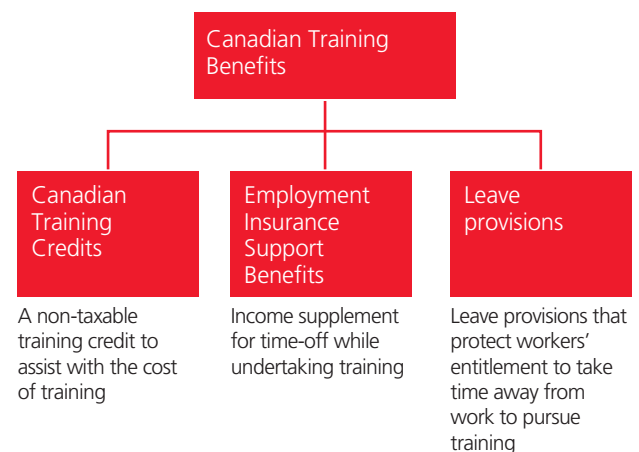 Canadian Training
Benefits
Canadian
Training
Credits
A non-taxable
training credit to
assist with the cost
of training
Employment
Insurance
Support
Benefits
Income supplement
for time-off while
undertaking training
Leave
provisions
Leave provisions that
protect workers’
entitlement to take
time away from
work to pursue
training